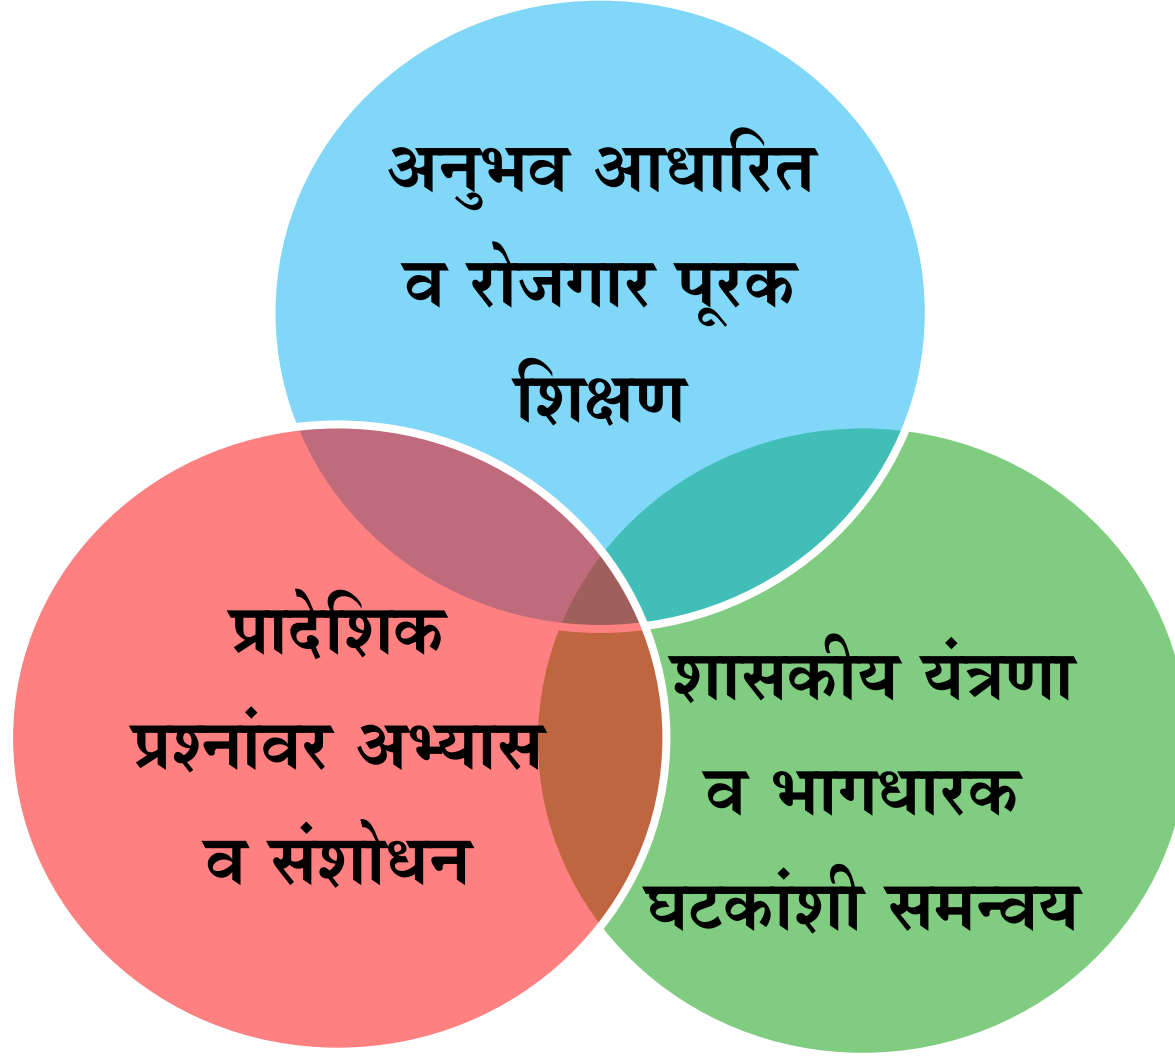 अनुभव आधारित
व रोजगार पूरक
शिक्षण
प्रादेशिक
प्रश्नांवर अभ्यास
व संशोधन
शासकीय यंत्रणा
व भागधारक
घटकांशी समन्वय